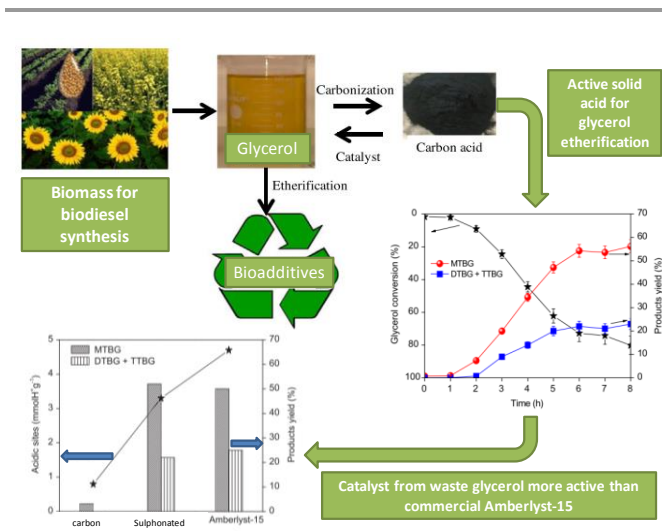 Carbonization
Catalyst
Glycerol
Carbon acid
Active solid
acid for
glycerol
etherification
Biomass for
biodiesel
synthesis
Etherification
Bioadditives
MTBG
DTBG + TTBG
Glycerol conversion (%)
0
20
40
60
80
100
Products yield (%)
70
60
50
40
30
20
10
0
0 1 2 3 4 5 6 7 8
Time (h)
MTBG
DTBG + TTBG
Acidic sites (mmolH⁺g⁻¹)
5
4
3
2
1
0
Products yield (%)
70
60
50
40
30
20
10
0
carbon Sulphonated Amberlyst-15
Catalyst from waste glycerol more active than
commercial Amberlyst-15